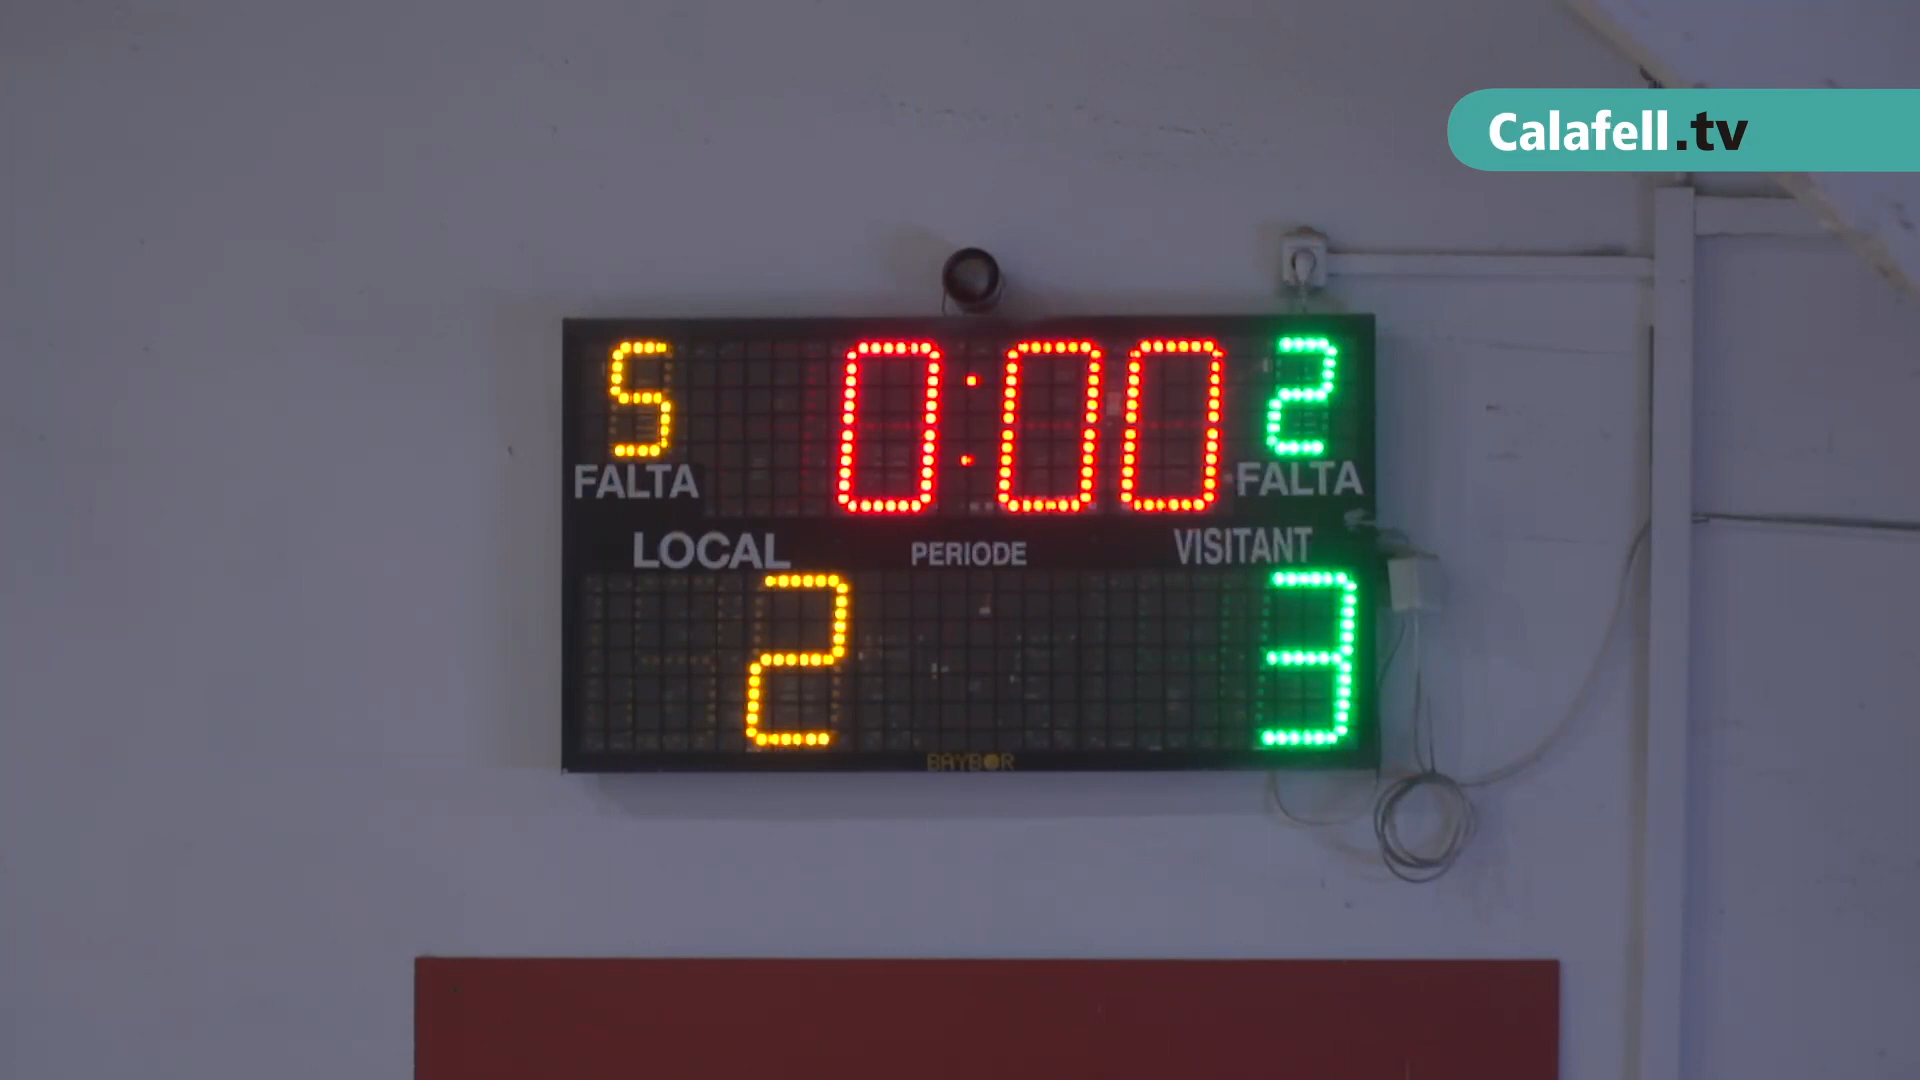 Calafell.tv
5 0:00 2
FALTA FALTA
LOCAL PERIODE VISITANT
2 3
BAYBOR